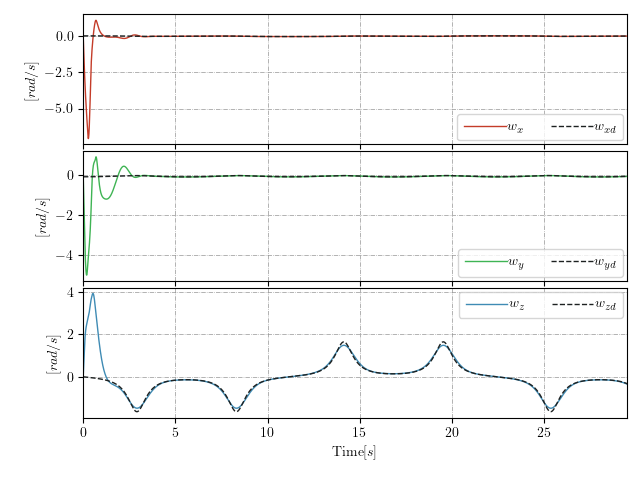 0.0
−2.5
−5.0
[rad/s]
w_x w_xd
0
−2
−4
[rad/s]
w_y w_yd
4
2
0
[rad/s]
w_z w_zd
0 5 10 15 20 25
Time[s]